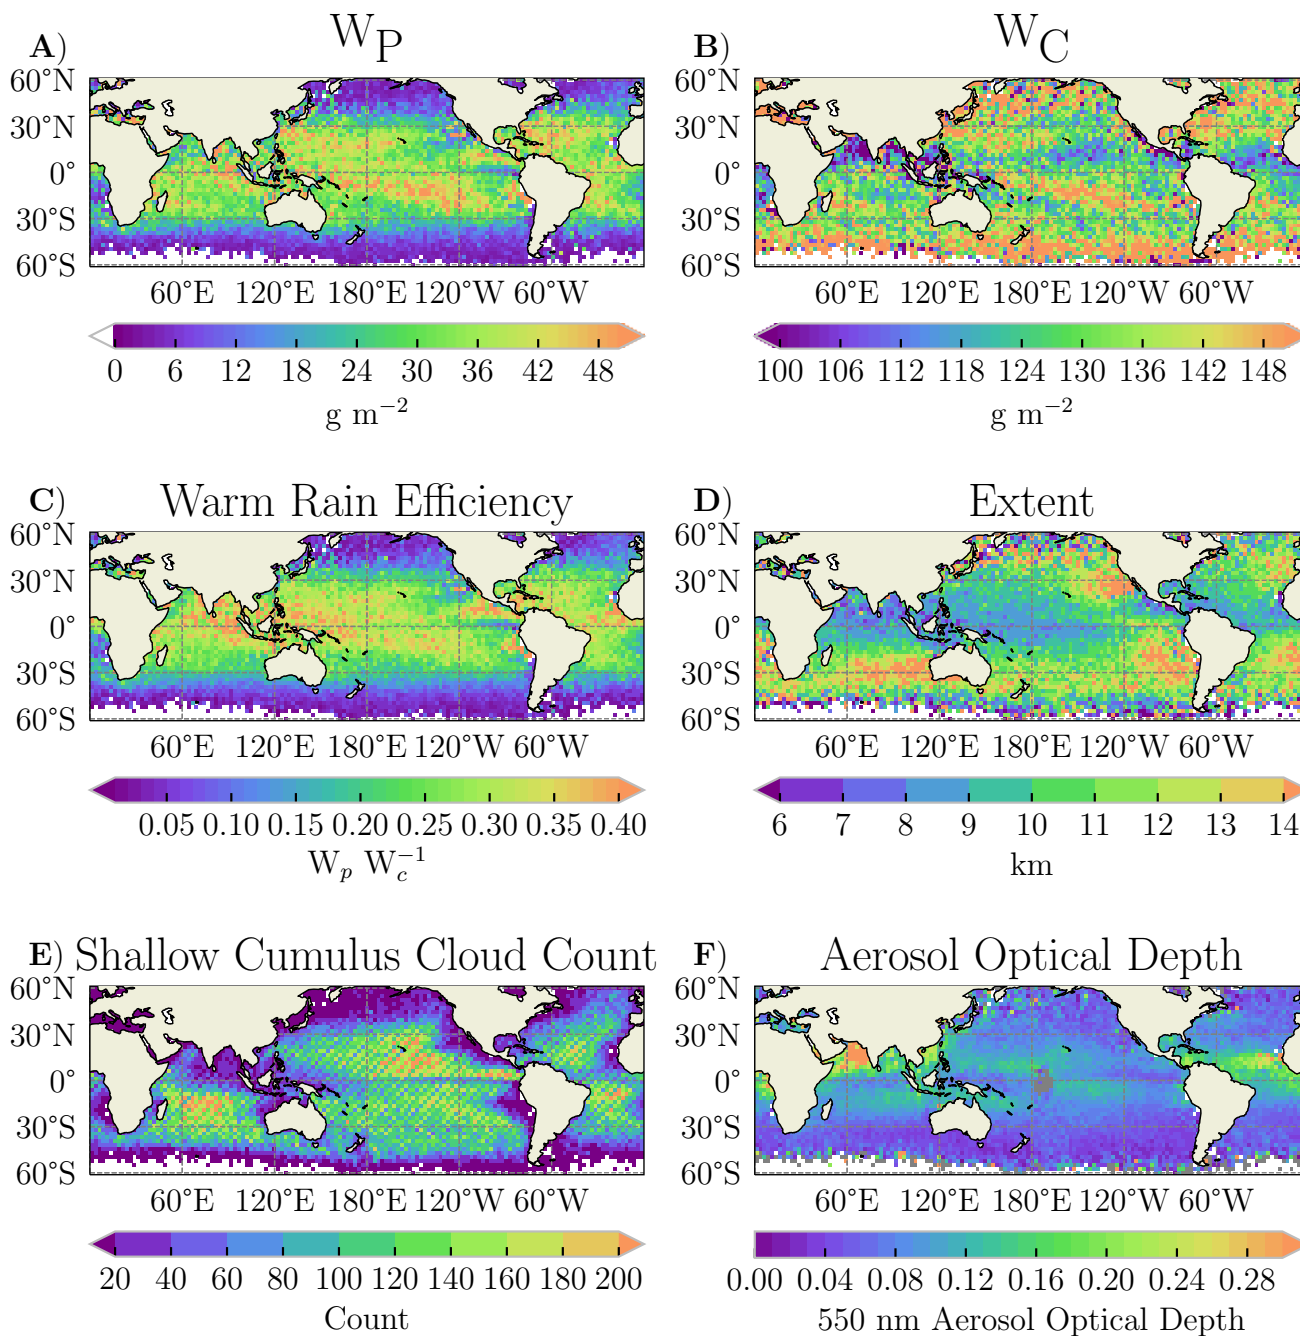 A) W_P
60°N
30°N
0°
30°S
60°S
60°E 120°E 180°E 120°W 60°W
0 6 12 18 24 30 36 42 48
g m⁻²
B) W_C
60°N
30°N
0°
30°S
60°S
60°E 120°E 180°E 120°W 60°W
100 106 112 118 124 130 136 142 148
g m⁻²
C) Warm Rain Efficiency
60°N
30°N
0°
30°S
60°S
60°E 120°E 180°E 120°W 60°W
0.05 0.10 0.15 0.20 0.25 0.30 0.35 0.40
W_p W_c⁻¹
D) Extent
60°N
30°N
0°
30°S
60°S
60°E 120°E 180°E 120°W 60°W
6 7 8 9 10 11 12 13 14
km
E) Shallow Cumulus Cloud Count
60°N
30°N
0°
30°S
60°S
60°E 120°E 180°E 120°W 60°W
20 40 60 80 100 120 140 160 180 200
Count
F) Aerosol Optical Depth
60°N
30°N
0°
30°S
60°S
60°E 120°E 180°E 120°W 60°W
0.00 0.04 0.08 0.12 0.16 0.20 0.24 0.28
550 nm Aerosol Optical Depth